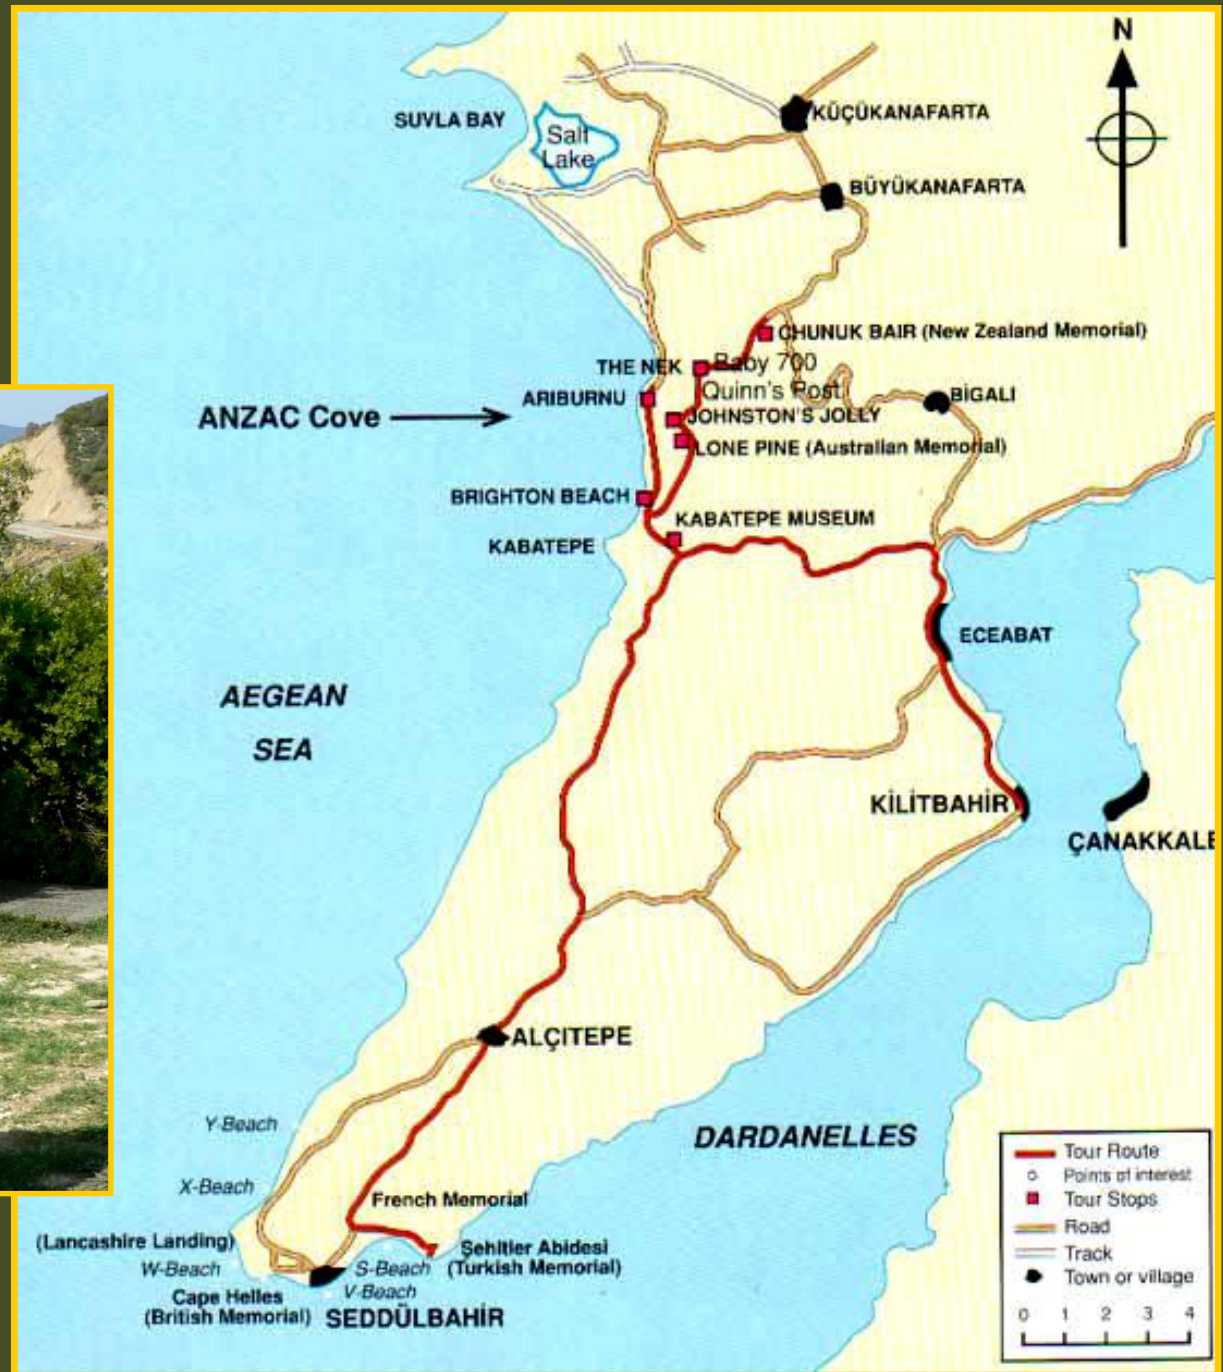 N
SUVLA BAY
Salt
Lake
KÜÇÜKANAFARTA
BÜYÜKANAFARTA
CHUNUK BAIR (New Zealand Memorial)
THE NEK
Baby 700
Quinn's Post
ARIBURNU
BİGALI
ANZAC Cove
JOHNSTON'S JOLLY
LONE PINE (Australian Memorial)
BRIGHTON BEACH
KABATEPE MUSEUM
KABATEPE
ECEABAT
AEGEAN
SEA
KİLİTBAHİR
ÇANAKKALE
ALÇITEPE
Y-Beach
DARDANELLES
X-Beach
French Memorial
(Lancashire Landing)
W-Beach
Şehitler Abidesi
(Turkish Memorial)
S-Beach
V-Beach
Cape Helles
(British Memorial)
SEDDÜLBAHİR
Tour Route
Points of interest
Tour Stops
Road
Track
Town or village
0 1 2 3 4